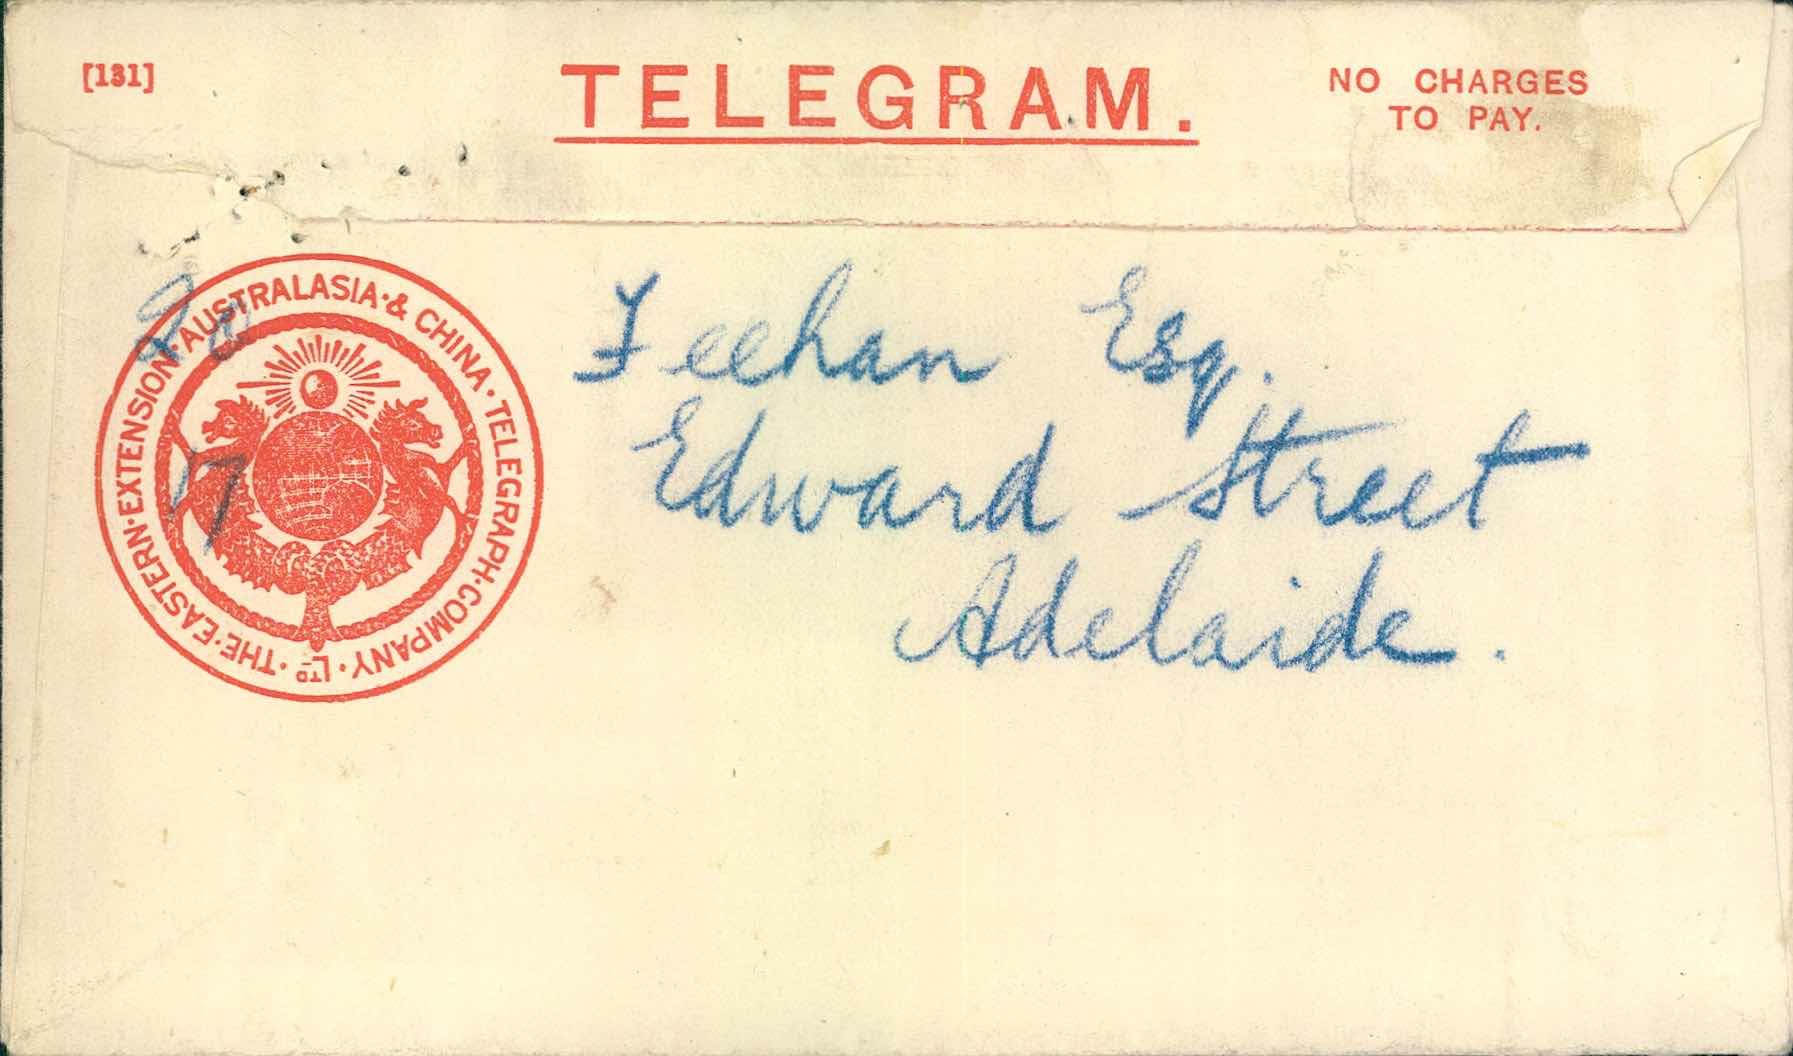 [131]
TELEGRAM.
NO CHARGES
TO PAY.
THE·EASTERN·EXTENSION·AUSTRALASIA·&·CHINA·TELEGRAPH·COMPANY·LTD·
17
Feehan Esq.
Edward Street
Adelaide.